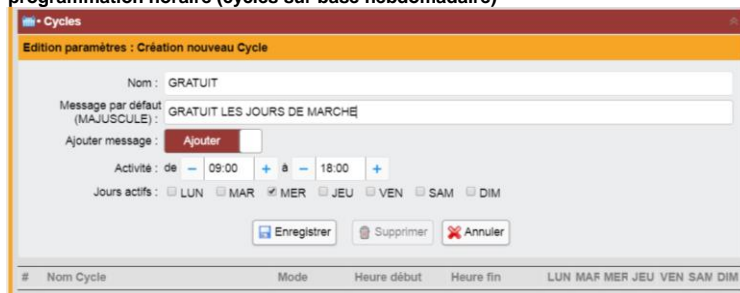 programmation horaire (cycles sur base hebdomadaire)
• Cycles
Edition paramètres : Création nouveau Cycle
Nom : GRATUIT
Message par défaut (MAJUSCULE) : GRATUIT LES JOURS DE MARCHE
Ajouter message : Ajouter
Activité : de − 09:00 + à − 18:00 +
Jours actifs : LUN MAR MER JEU VEN SAM DIM
Enregistrer Supprimer Annuler
# Nom Cycle Mode Heure début Heure fin LUN MAR MER JEU VEN SAM DIM